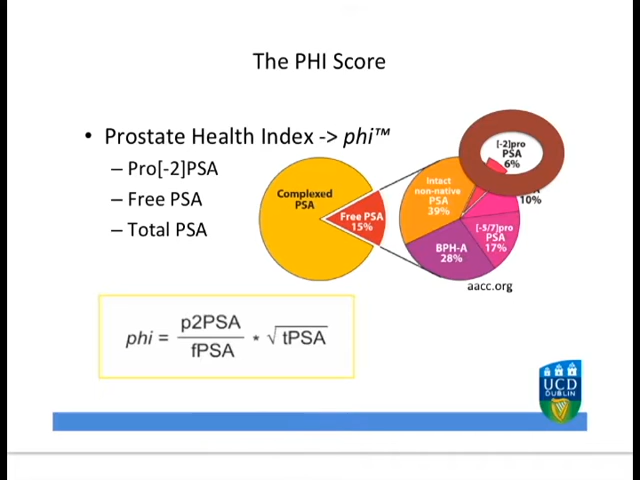 The PHI Score
• Prostate Health Index -> phi™
– Pro[-2]PSA
– Free PSA
– Total PSA
Complexed
PSA
Free PSA
15%
Intact
non-native
PSA
39%
[-2]pro
PSA
6%
10%
[-5/7]pro
PSA
17%
BPH-A
28%
aacc.org
phi = p2PSA / fPSA * √tPSA
UCD
DUBLIN